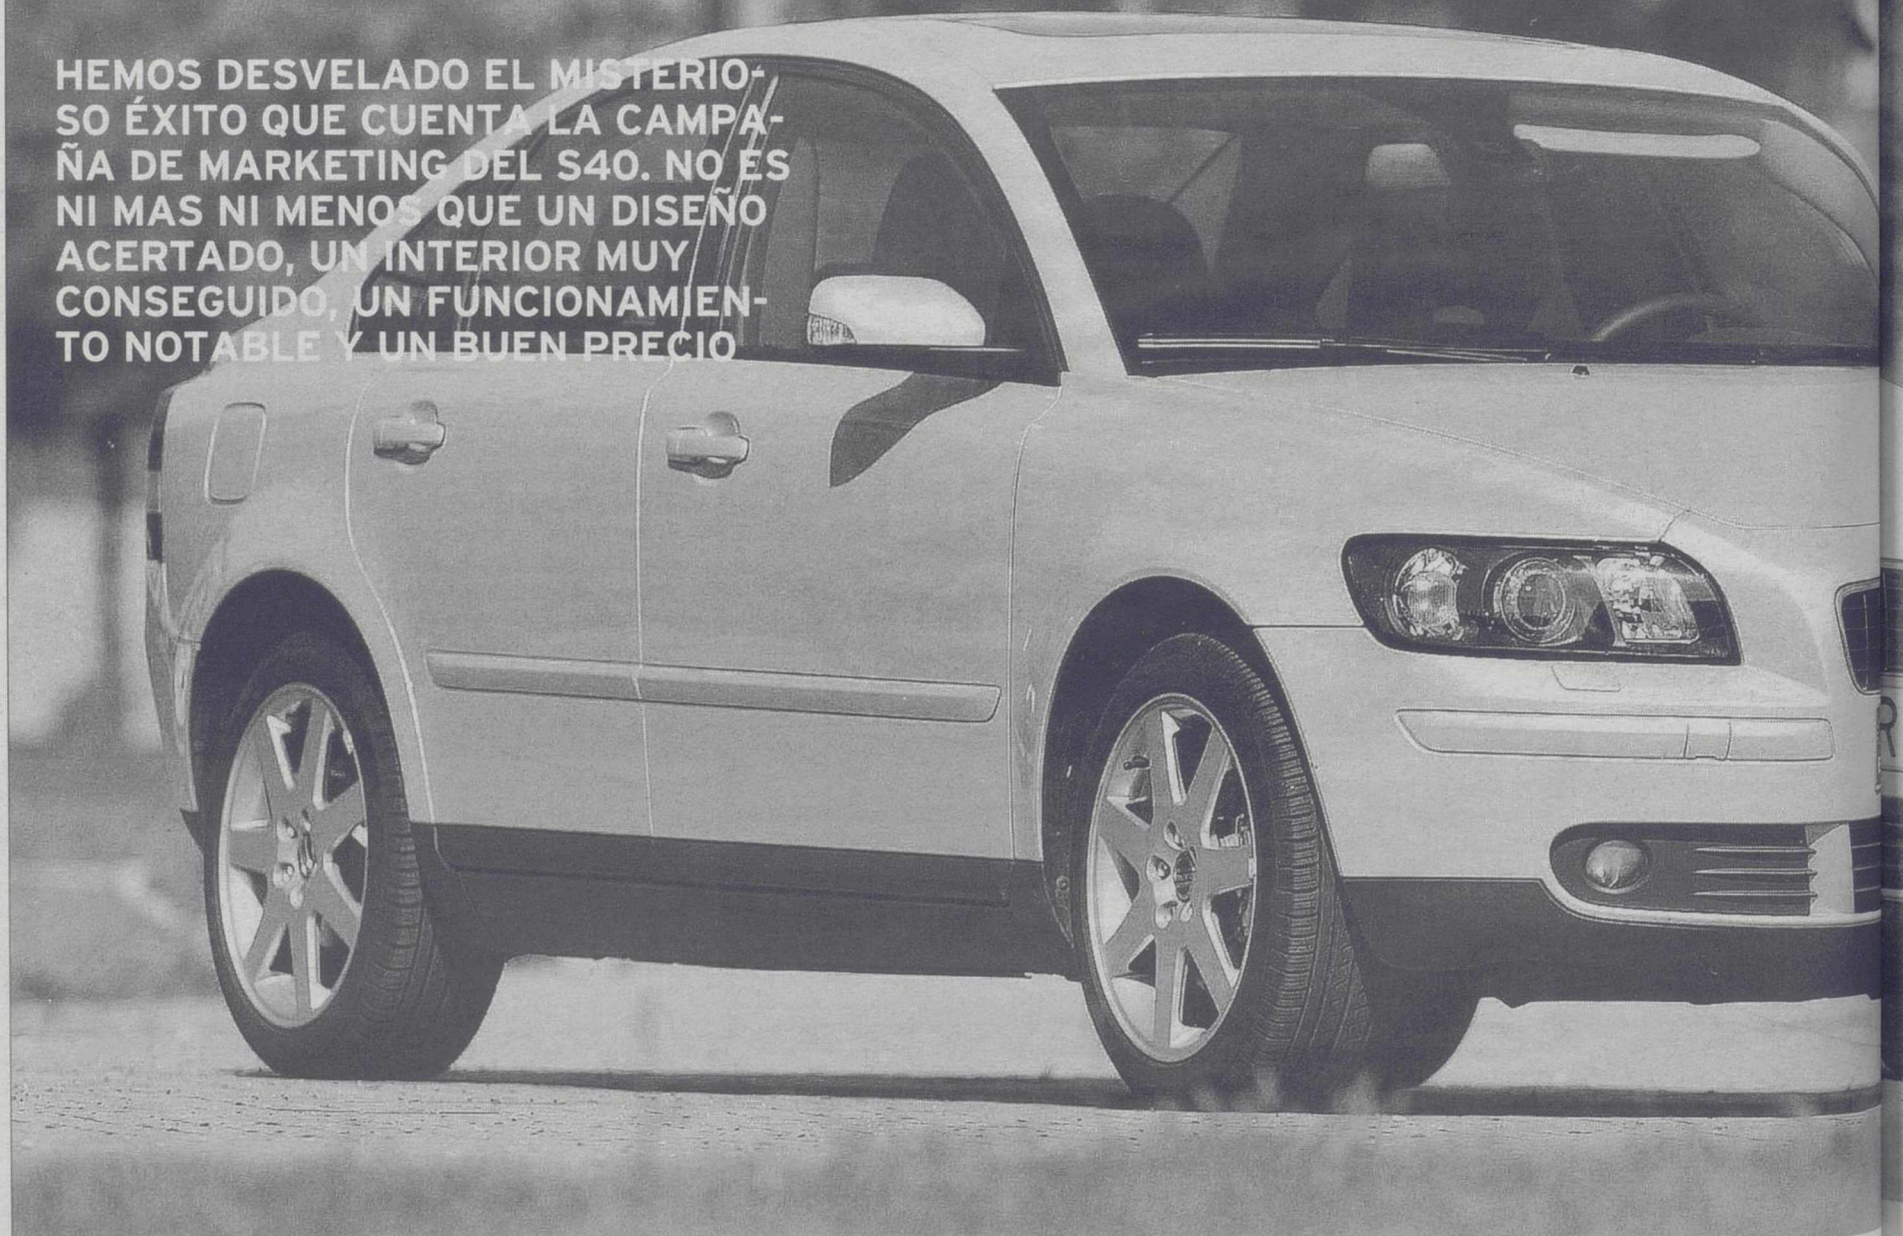 HEMOS DESVELADO EL MISTERIO-
SO ÉXITO QUE CUENTA LA CAMPA-
ÑA DE MARKETING DEL S40. NO ES
NI MAS NI MENOS QUE UN DISEÑO
ACERTADO, UN INTERIOR MUY
CONSEGUIDO, UN FUNCIONAMIEN-
TO NOTABLE Y UN BUEN PRECIO
R